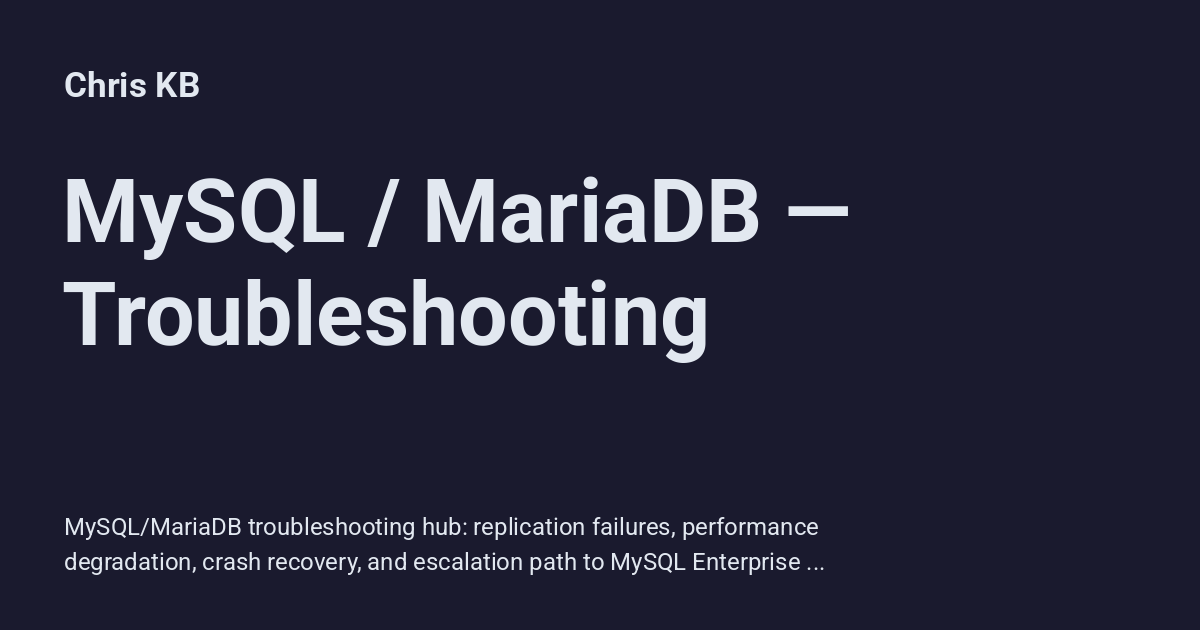 Chris KB
MySQL / MariaDB —
Troubleshooting
MySQL/MariaDB troubleshooting hub: replication failures, performance
degradation, crash recovery, and escalation path to MySQL Enterprise ...